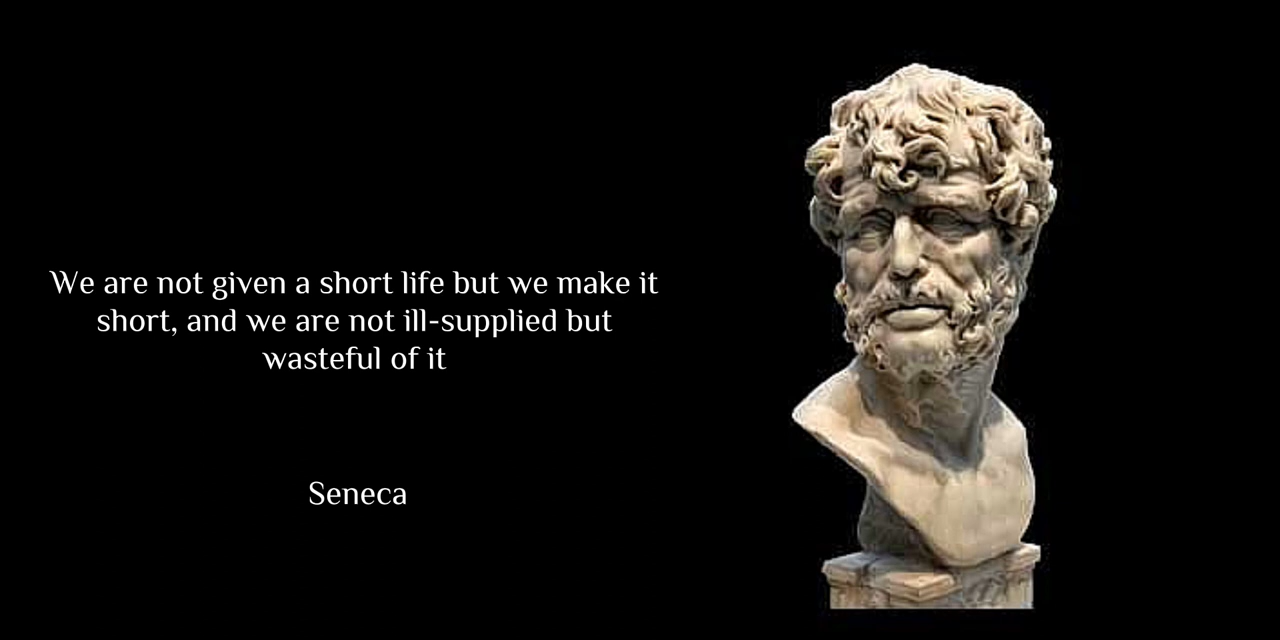 We are not given a short life but we make it
short, and we are not ill-supplied but
wasteful of it
Seneca